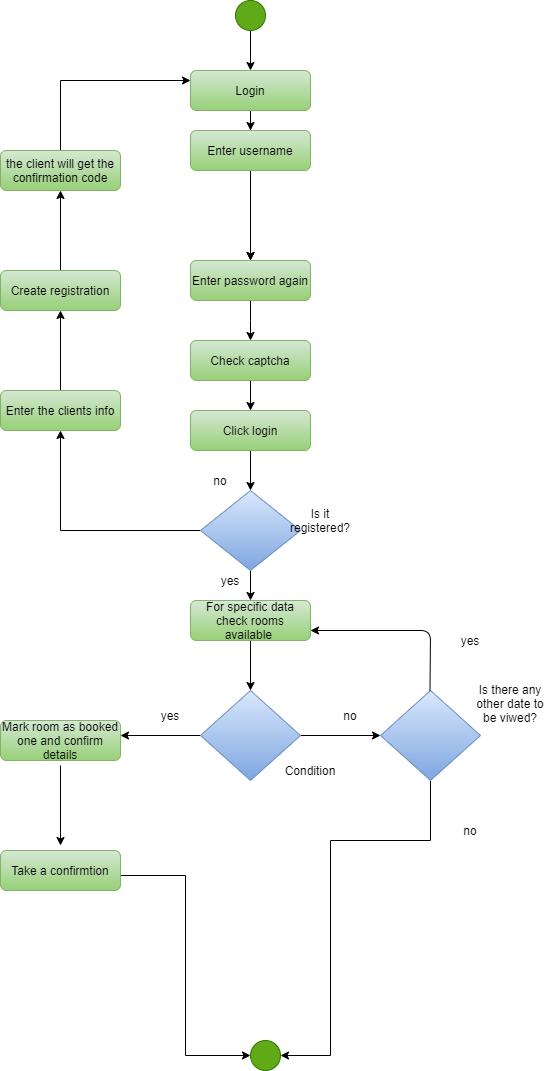 Login
Enter username
the client will get the
confirmation code
Enter password again
Create registration
Check captcha
Enter the clients info
Click login
no
Is it
registered?
yes
For specific data
check rooms
available
yes
Is there any
other date to
be viwed?
yes
no
Mark room as booked
one and confirm
details
Condition
no
Take a confirmtion